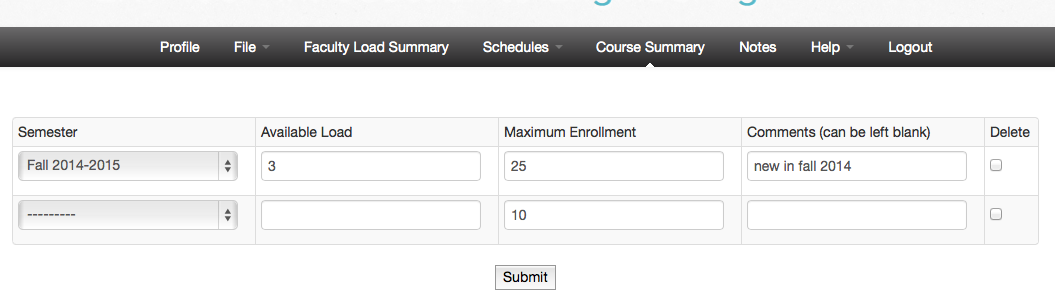 Profile File Faculty Load Summary Schedules Course Summary Notes Help Logout
Semester Available Load Maximum Enrollment Comments (can be left blank) Delete
Fall 2014-2015 3 25 new in fall 2014
--------- 10
Submit